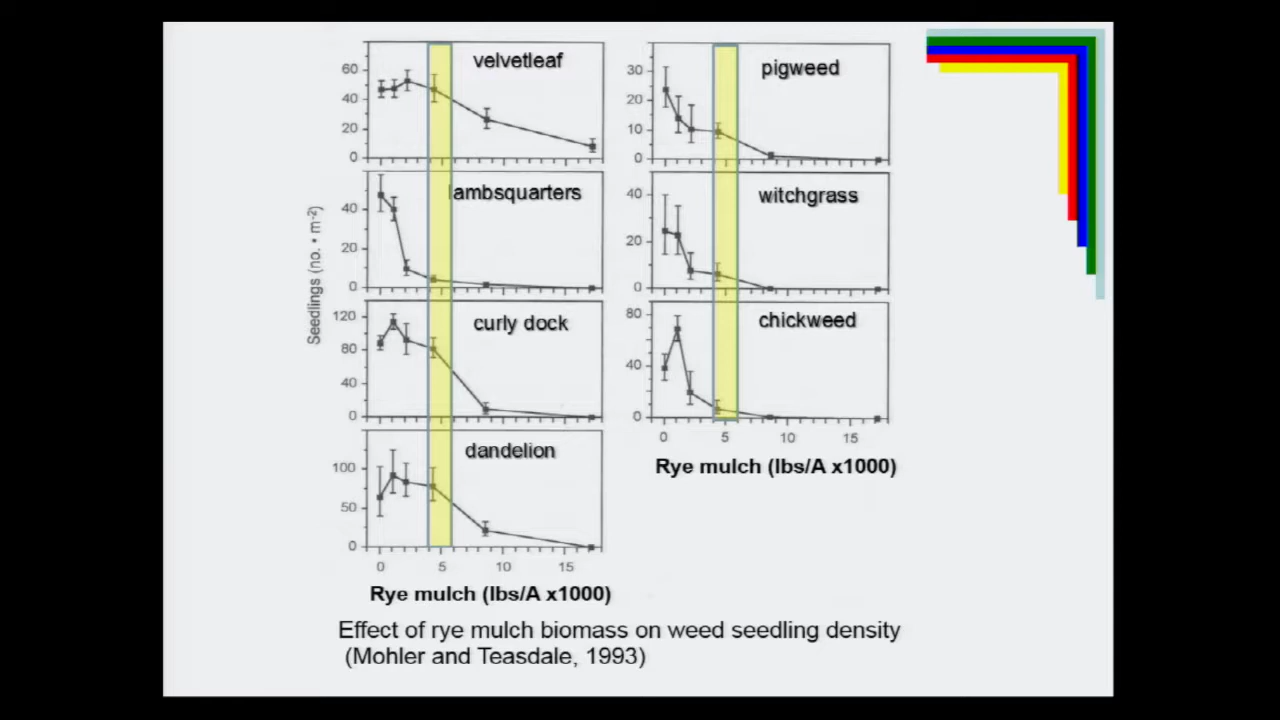 velvetleaf
60
40
20
0
lambsquarters
40
20
0
curly dock
120
80
40
0
dandelion
100
50
0
0 5 10 15
Rye mulch (lbs/A x1000)
Seedlings (no. • m-2)
pigweed
30
20
10
0
witchgrass
40
20
0
chickweed
80
40
0
0 5 10 15
Rye mulch (lbs/A x1000)
Effect of rye mulch biomass on weed seedling density
(Mohler and Teasdale, 1993)